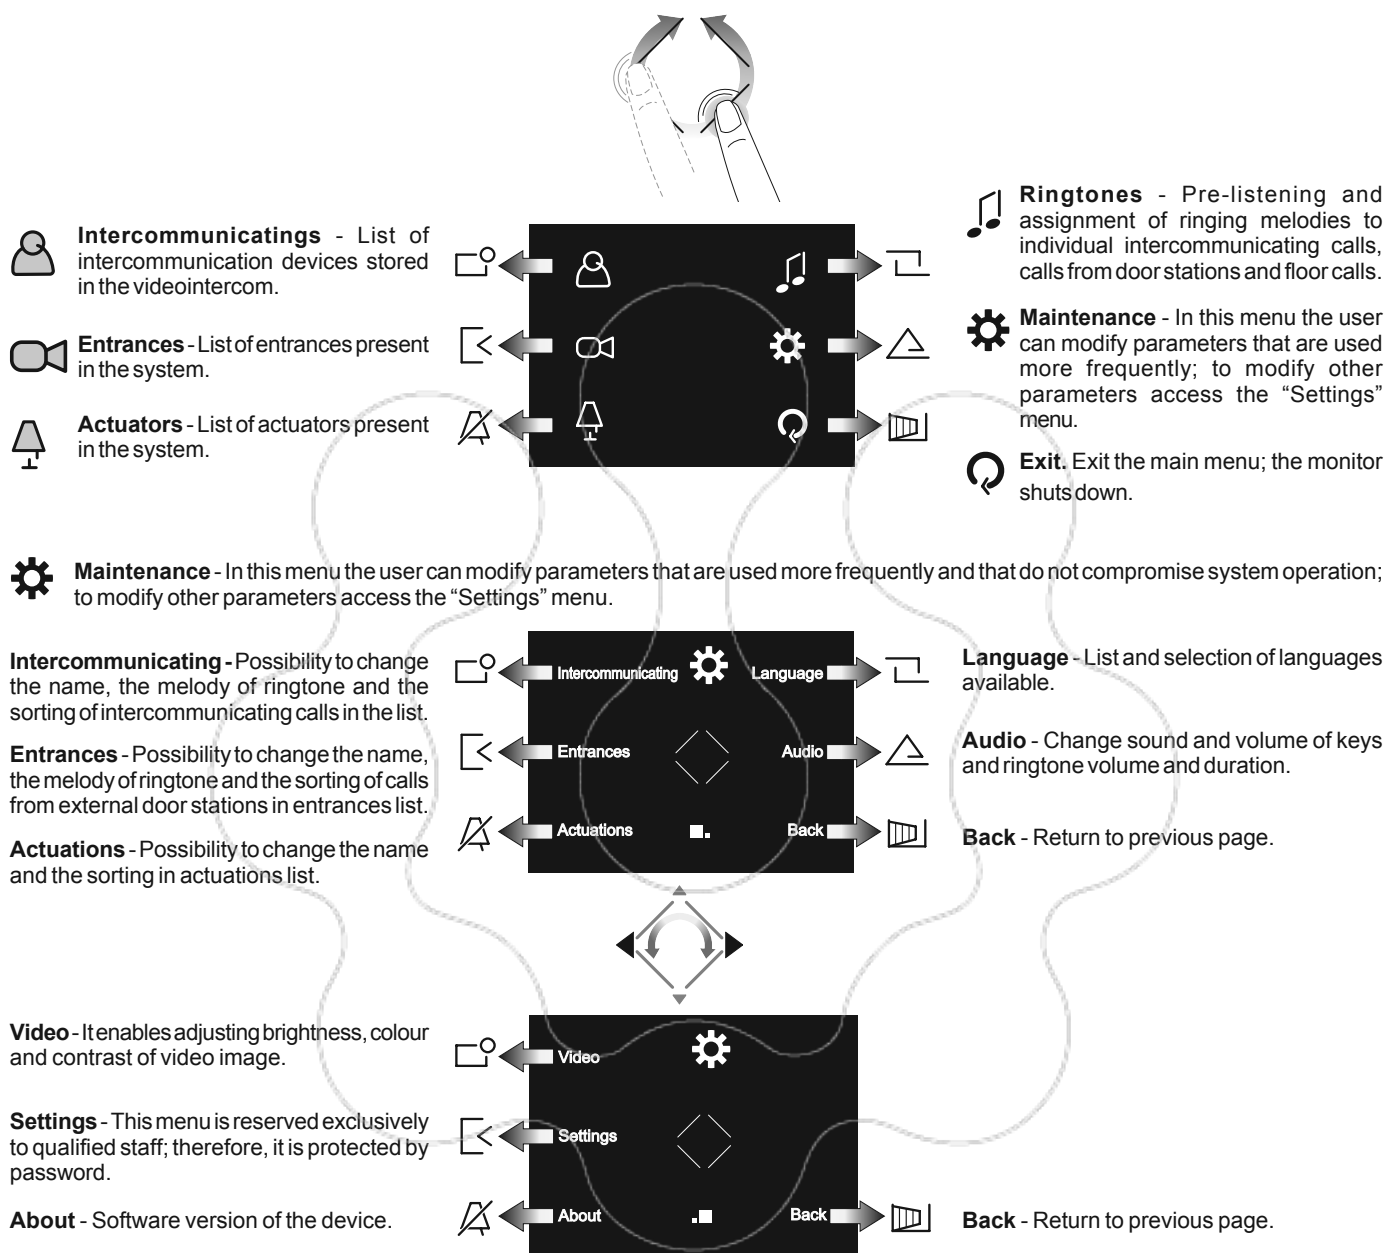 Intercommunicatings - List of
intercommunication devices stored
in the videointercom.
Entrances - List of entrances present
in the system.
Actuators - List of actuators present
in the system.
Ringtones - Pre-listening and
assignment of ringing melodies to
individual intercommunicating calls,
calls from door stations and floor calls.
Maintenance - In this menu the user
can modify parameters that are used
more frequently; to modify other
parameters access the “Settings”
menu.
Exit. Exit the main menu; the monitor
shuts down.
Maintenance - In this menu the user can modify parameters that are used more frequently and that do not compromise system operation;
to modify other parameters access the “Settings” menu.
Intercommunicating - Possibility to change
the name, the melody of ringtone and the
sorting of intercommunicating calls in the list.
Entrances - Possibility to change the name,
the melody of ringtone and the sorting of calls
from external door stations in entrances list.
Actuations - Possibility to change the name
and the sorting in actuations list.
Intercommunicating
Language
Entrances
Audio
Actuations
Back
Language - List and selection of languages
available.
Audio - Change sound and volume of keys
and ringtone volume and duration.
Back - Return to previous page.
Video - It enables adjusting brightness, colour
and contrast of video image.
Settings - This menu is reserved exclusively
to qualified staff; therefore, it is protected by
password.
About - Software version of the device.
Video
Settings
About
Back
Back - Return to previous page.